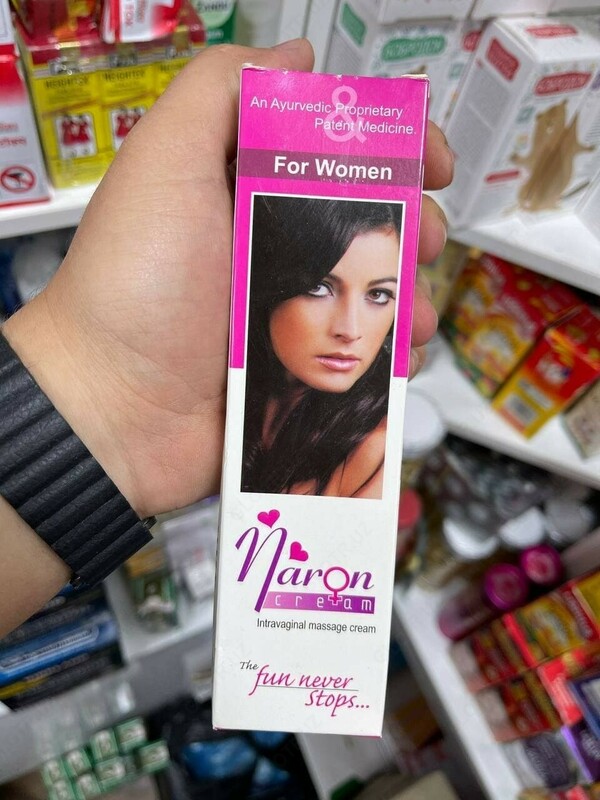 An Ayurvedic Proprietary
&
Patent Medicine.
For Women
Naron
cream
Intravaginal massage cream
The
fun never
stops...